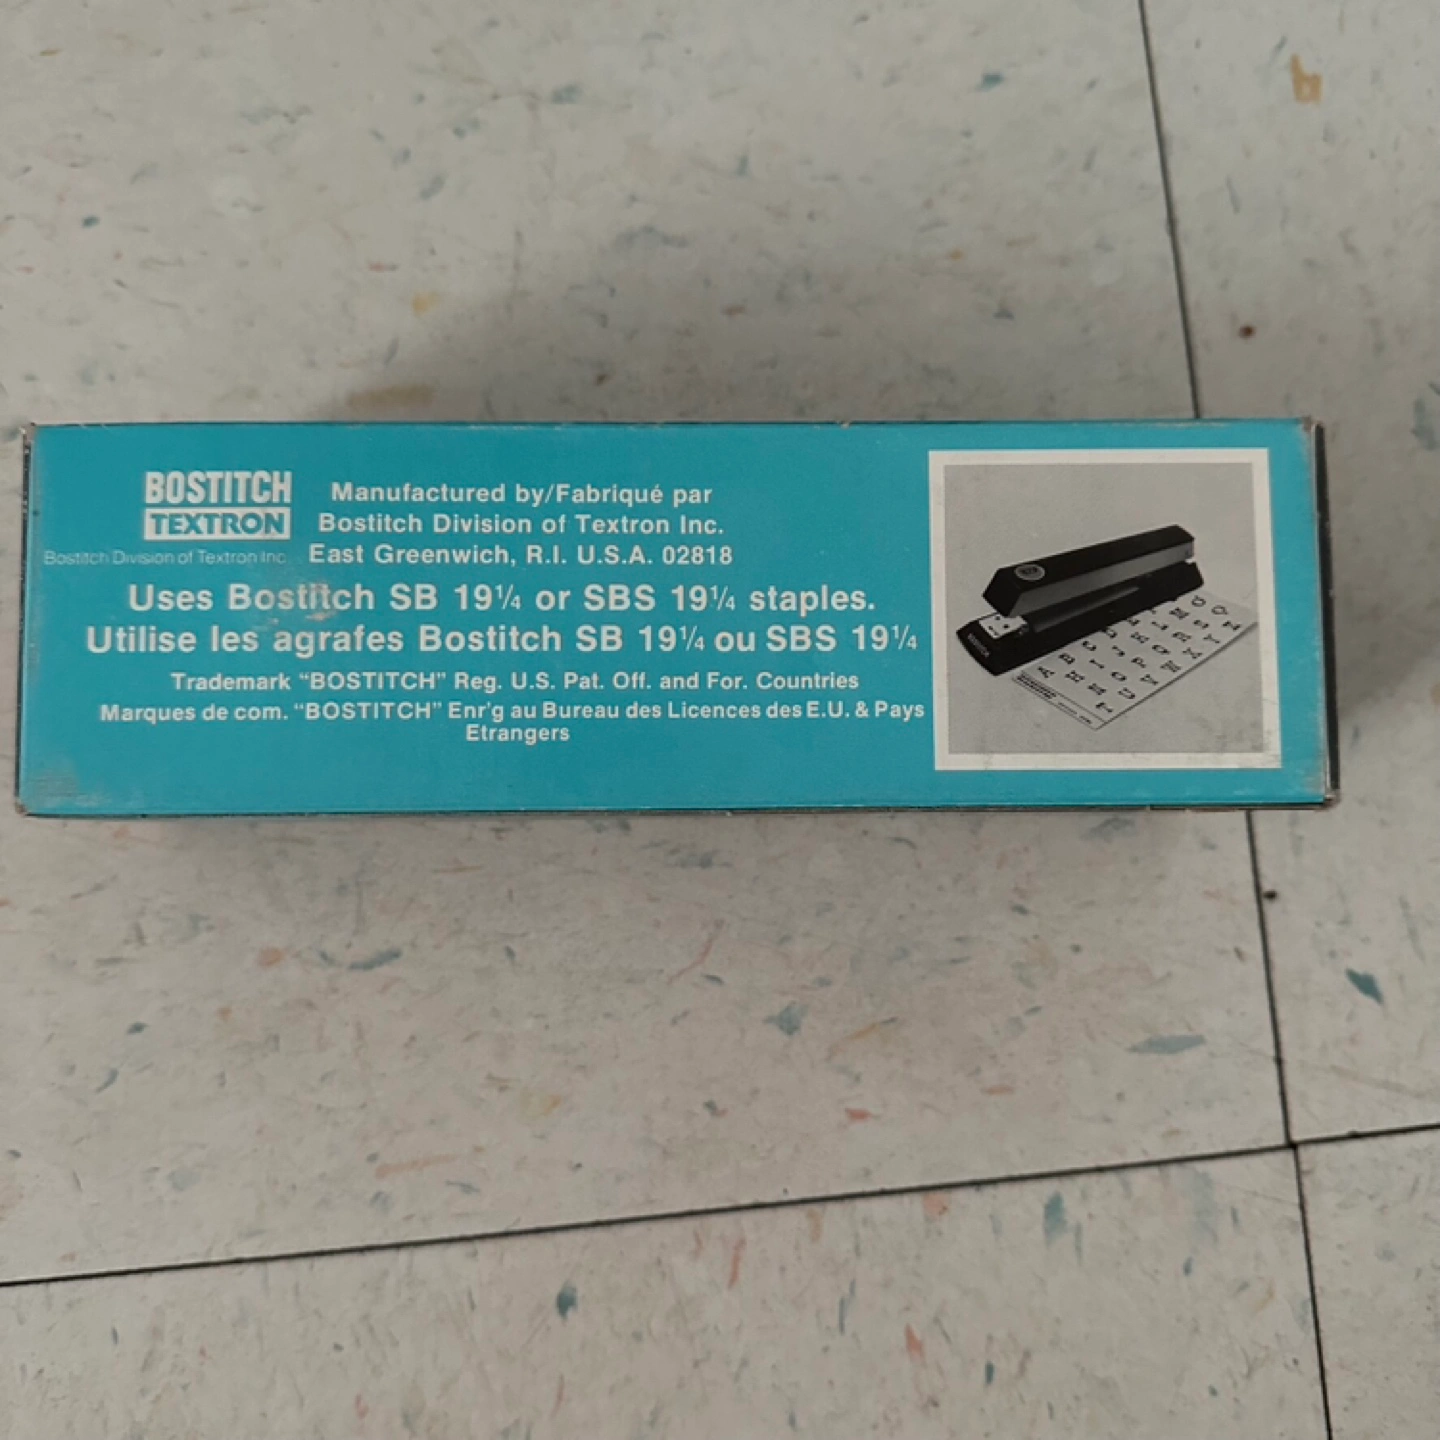 BOSTITCH
TEXTRON
Bostitch Division of Textron Inc.
Manufactured by/Fabriqué par
Bostitch Division of Textron Inc.
East Greenwich, R.I. U.S.A. 02818
Uses Bostitch SB 19¼ or SBS 19¼ staples.
Utilise les agrafes Bostitch SB 19¼ ou SBS 19¼
Trademark “BOSTITCH” Reg. U.S. Pat. Off. and For. Countries
Marques de com. “BOSTITCH” Enr'g au Bureau des Licences des E.U. & Pays
Etrangers
BOSTITCH